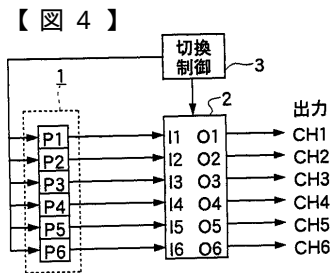 【図4】
切換
制御
3
1
2
出力
P1 I1 O1 CH1
P2 I2 O2 CH2
P3 I3 O3 CH3
P4 I4 O4 CH4
P5 I5 O5 CH5
P6 I6 O6 CH6